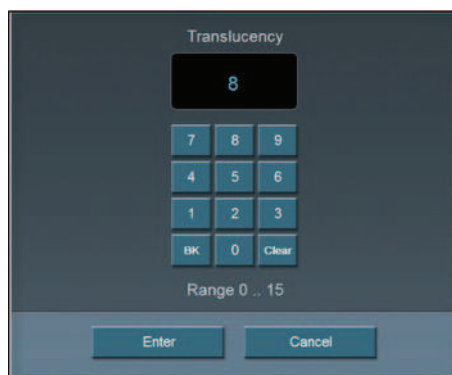 Translucency
8
7 8 9
4 5 6
1 2 3
BK 0 Clear
Range 0 .. 15
Enter Cancel